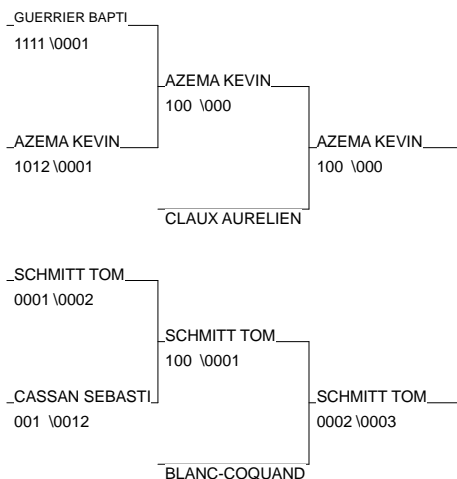 GUERRIER BAPTI
1111 \0001
AZEMA KEVIN
100 \000
AZEMA KEVIN
1012 \0001
AZEMA KEVIN
100 \000
CLAUX AURELIEN
SCHMITT TOM
0001 \0002
SCHMITT TOM
100 \0001
CASSAN SEBASTI
001 \0012
SCHMITT TOM
0002 \0003
BLANC-COQUAND